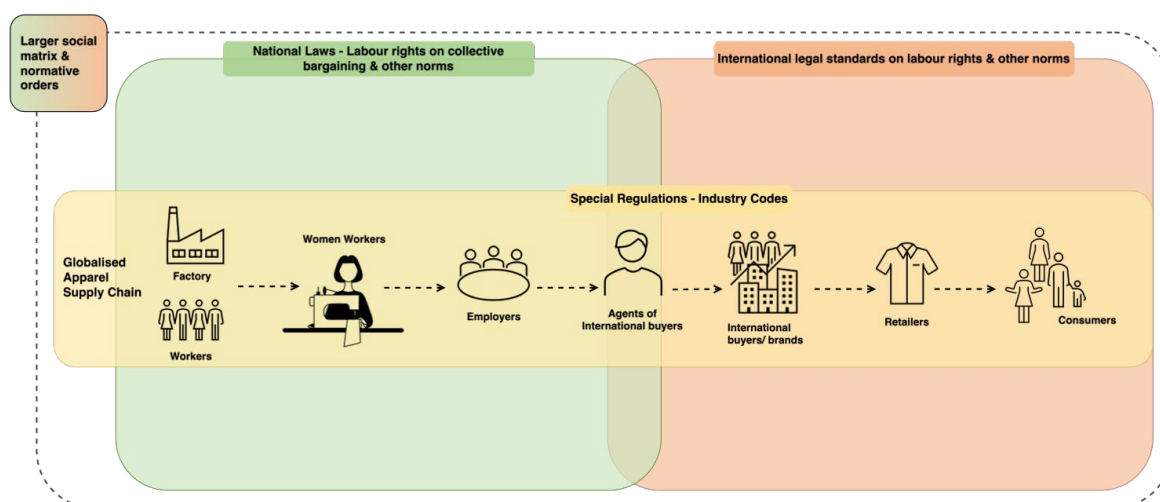 Larger social
matrix &
normative
orders
National Laws - Labour rights on collective
bargaining & other norms
International legal standards on labour rights & other norms
Special Regulations - Industry Codes
Globalised
Apparel
Supply Chain
Factory
Workers
Women Workers
Employers
Agents of
International buyers
International
buyers/ brands
Retailers
Consumers